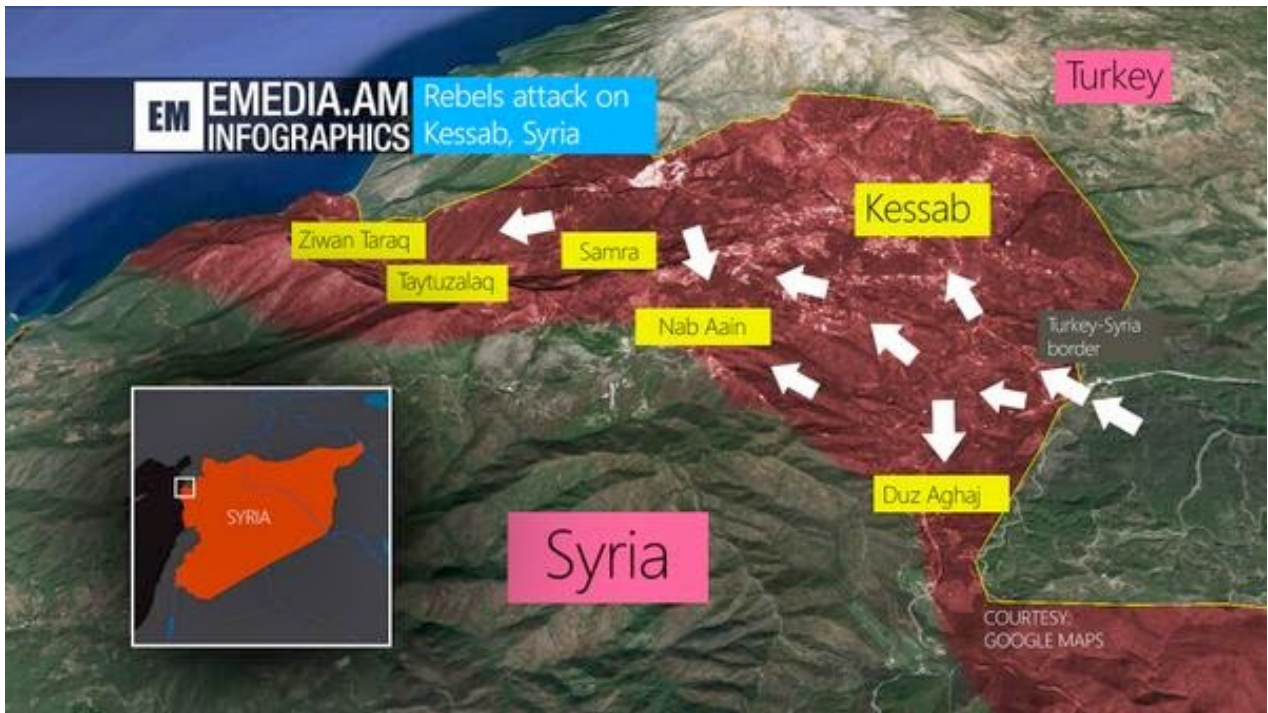 EM
EMEDIA.AM
INFOGRAPHICS
Rebels attack on
Kessab, Syria
Turkey
Kessab
Ziwan Taraq
Samra
Taytuzalaq
Nab Aain
Turkey-Syria
border
Duz Aghaj
SYRIA
Syria
COURTESY:
GOOGLE MAPS